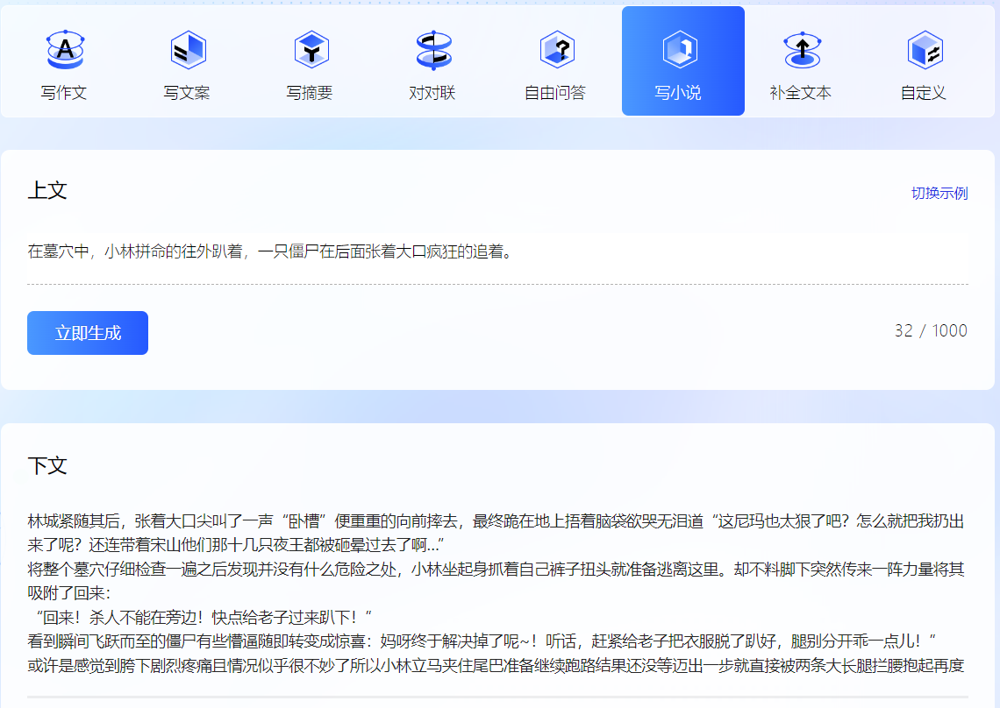 写作文 写文案 写摘要 对对联 自由问答 写小说 补全文本 自定义
上文 切换示例
在墓穴中，小林拼命的往外趴着，一只僵尸在后面张着大口疯狂的追着。
立即生成 32 / 1000
下文
林城紧随其后，张着大口尖叫了一声“卧槽”便重重的向前摔去，最终跪在地上捂着脑袋欲哭无泪道“这尼玛也太狠了吧？怎么就把我扔出
来了呢？还连带着宋山他们那十几只夜王都被砸晕过去了啊...”
将整个墓穴仔细检查一遍之后发现并没有什么危险之处，小林坐起身抓着自己裤子扭头就准备逃离这里。却不料脚下突然传来一阵力量将其
吸附了回来：
“回来！杀人不能在旁边！快点给老子过来趴下！“
看到瞬间飞跃而至的僵尸有些懵逼随即转变成惊喜：妈呀终于解决掉了呢~！听话，赶紧给老子把衣服脱了趴好，腿别分开乖一点儿！”
或许是感觉到胯下剧烈疼痛且情况似乎很不妙了所以小林立马夹住尾巴准备继续跑路结果还没等迈出一步就直接被两条大长腿拦腰抱起再度